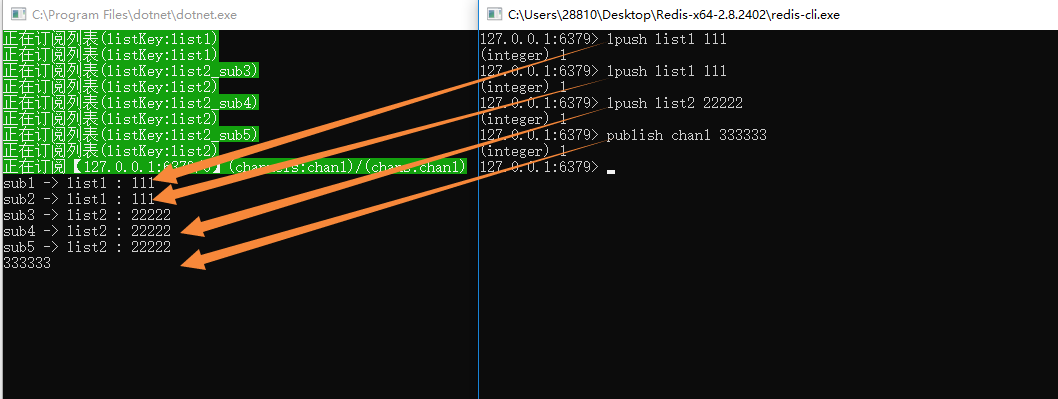 C:\Program Files\dotnet\dotnet.exe
正在订阅列表(listKey:list1)
正在订阅列表(listKey:list1)
正在订阅列表(listKey:list2_sub3)
正在订阅列表(listKey:list2)
正在订阅列表(listKey:list2_sub4)
正在订阅列表(listKey:list2)
正在订阅列表(listKey:list2_sub5)
正在订阅列表(listKey:list2)
正在订阅【127.0.0.1:6379/0】(channels:chan1)/(chans:chan1)
sub1 -> list1 : 111
sub2 -> list1 : 111
sub3 -> list2 : 22222
sub4 -> list2 : 22222
sub5 -> list2 : 22222
333333
C:\Users\28810\Desktop\Redis-x64-2.8.2402\redis-cli.exe
127.0.0.1:6379> lpush list1 111
(integer) 1
127.0.0.1:6379> lpush list1 111
(integer) 1
127.0.0.1:6379> lpush list2 22222
(integer) 1
127.0.0.1:6379> publish chan1 333333
(integer) 1
127.0.0.1:6379>